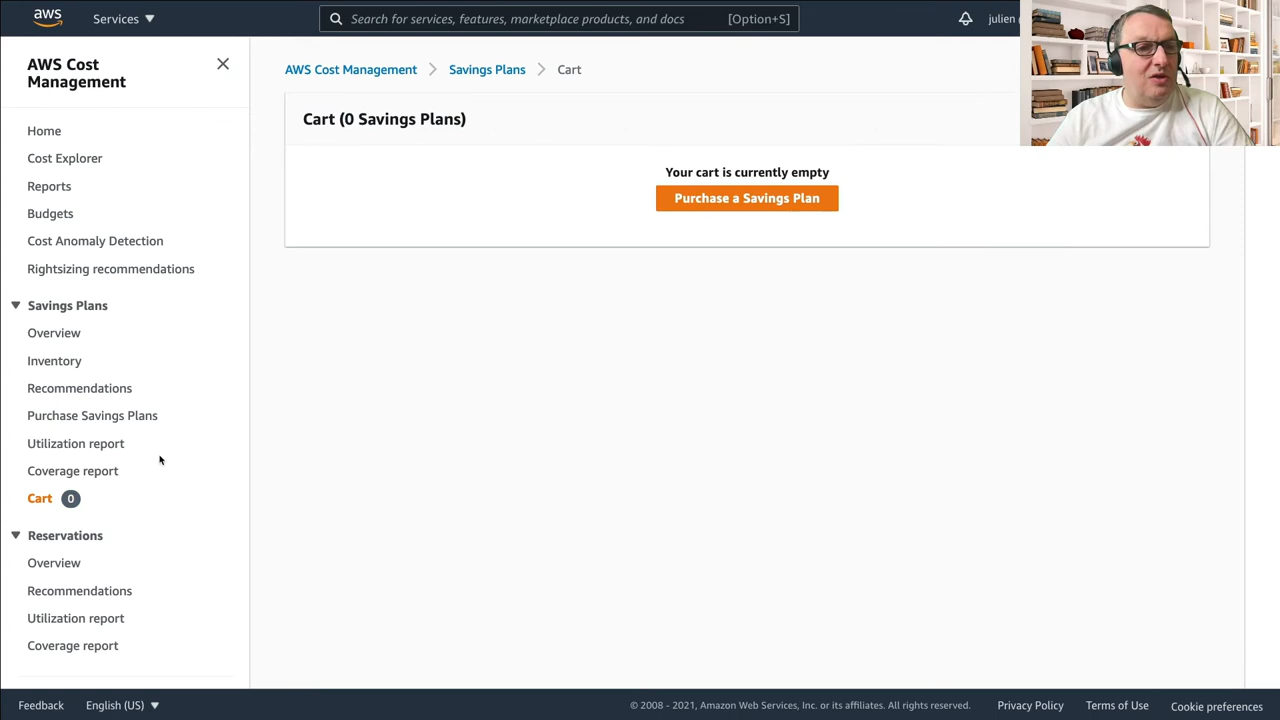 aws
Services
Search for services, features, marketplace products, and docs
[Option+S]
julien
AWS Cost
Management
Home
Cost Explorer
Reports
Budgets
Cost Anomaly Detection
Rightsizing recommendations
Savings Plans
Overview
Inventory
Recommendations
Purchase Savings Plans
Utilization report
Coverage report
Cart 0
Reservations
Overview
Recommendations
Utilization report
Coverage report
AWS Cost Management > Savings Plans > Cart
Cart (0 Savings Plans)
Your cart is currently empty
Purchase a Savings Plan
Feedback
English (US)
© 2008 - 2021, Amazon Web Services, Inc. or its affiliates. All rights reserved.
Privacy Policy
Terms of Use
Cookie preferences